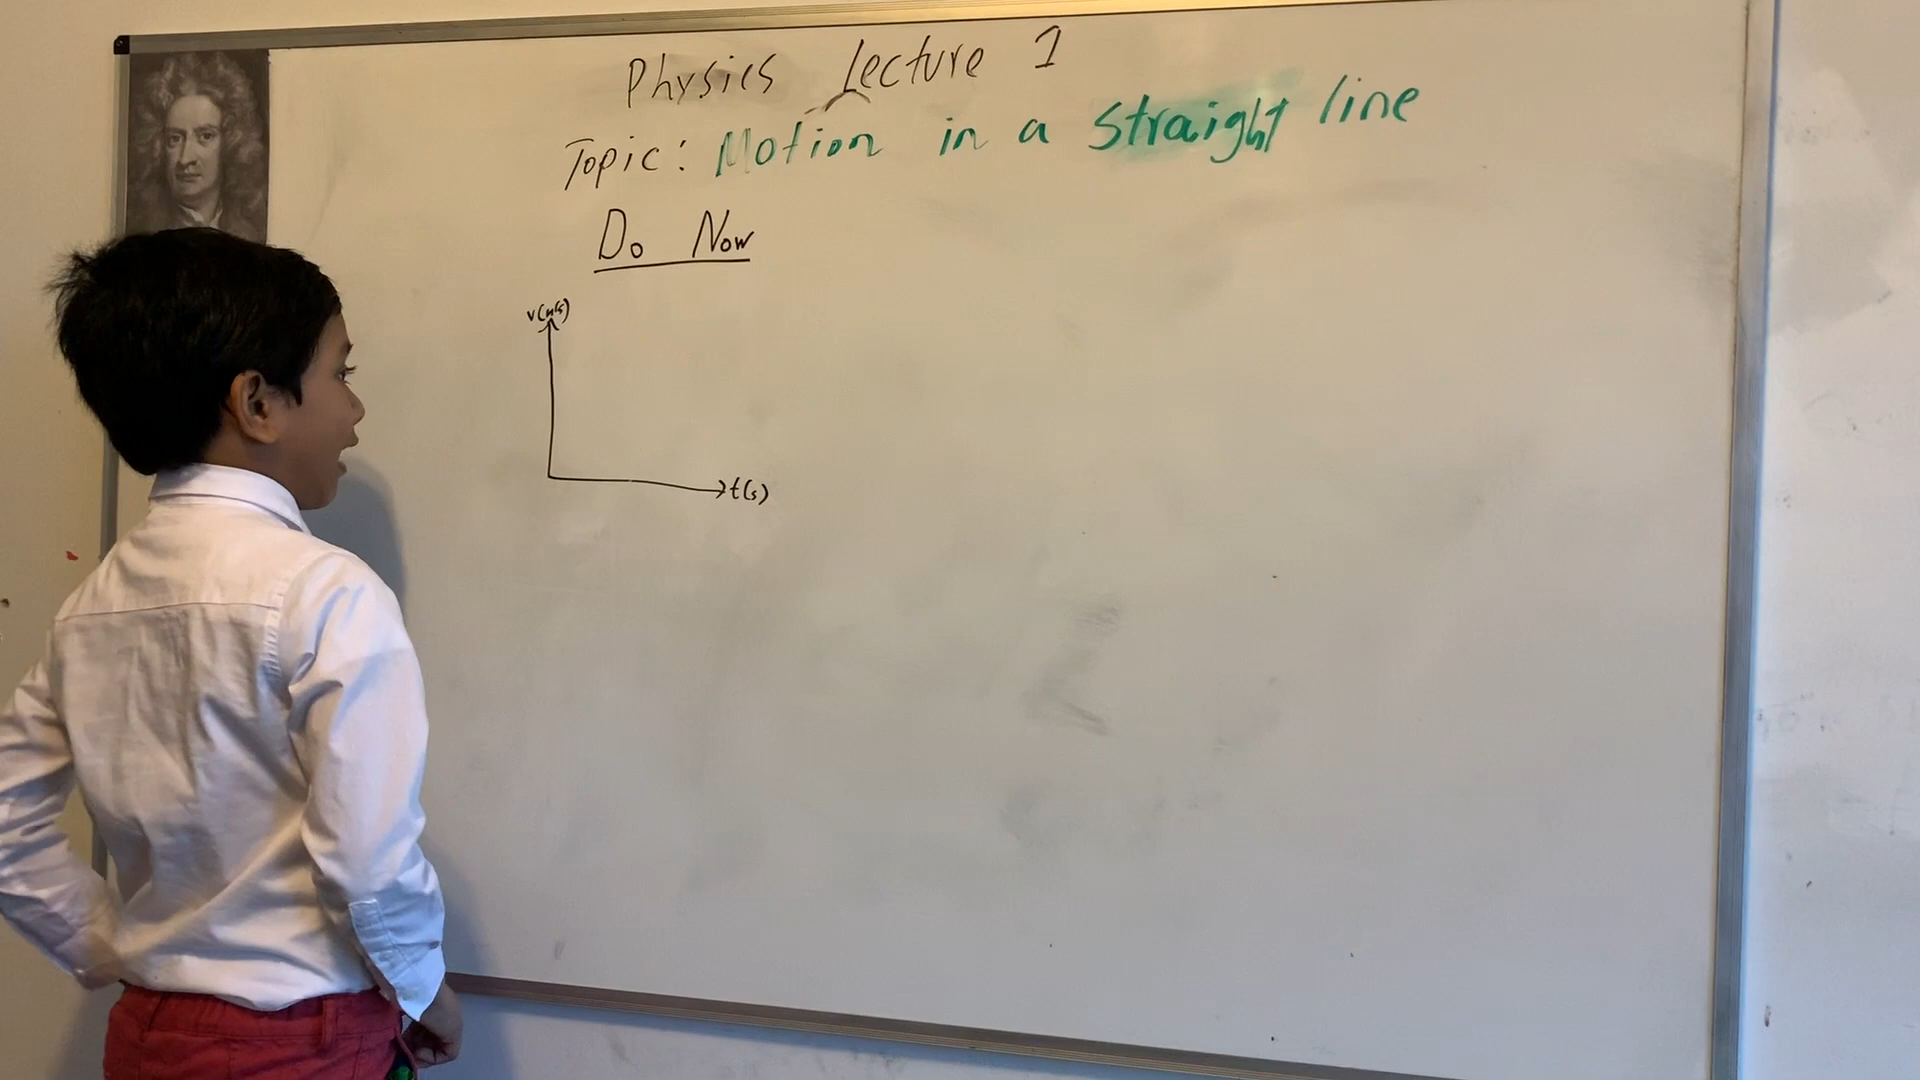 Physics Lecture 1
Topic: Motion in a straight line
Do Now
v(m/s)
t(s)